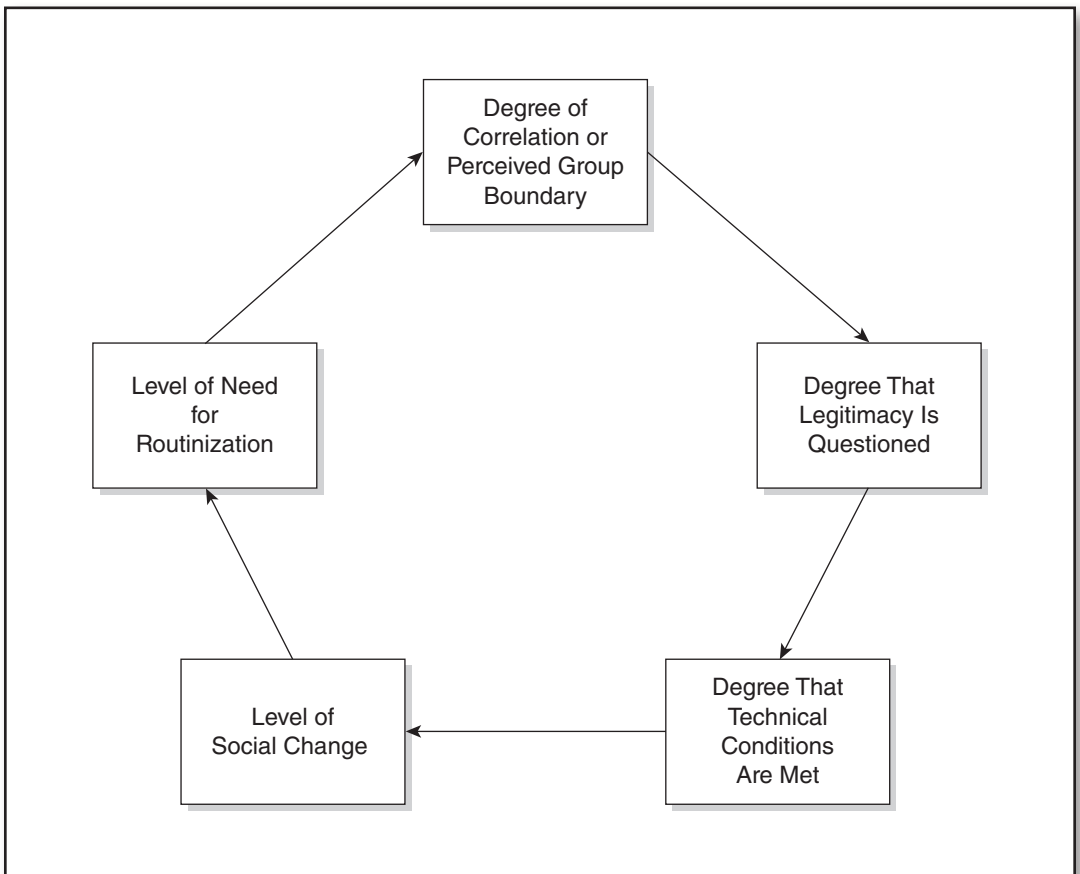 Degree of
Correlation or
Perceived Group
Boundary
Degree That
Legitimacy Is
Questioned
Degree That
Technical
Conditions
Are Met
Level of
Social Change
Level of Need
for
Routinization